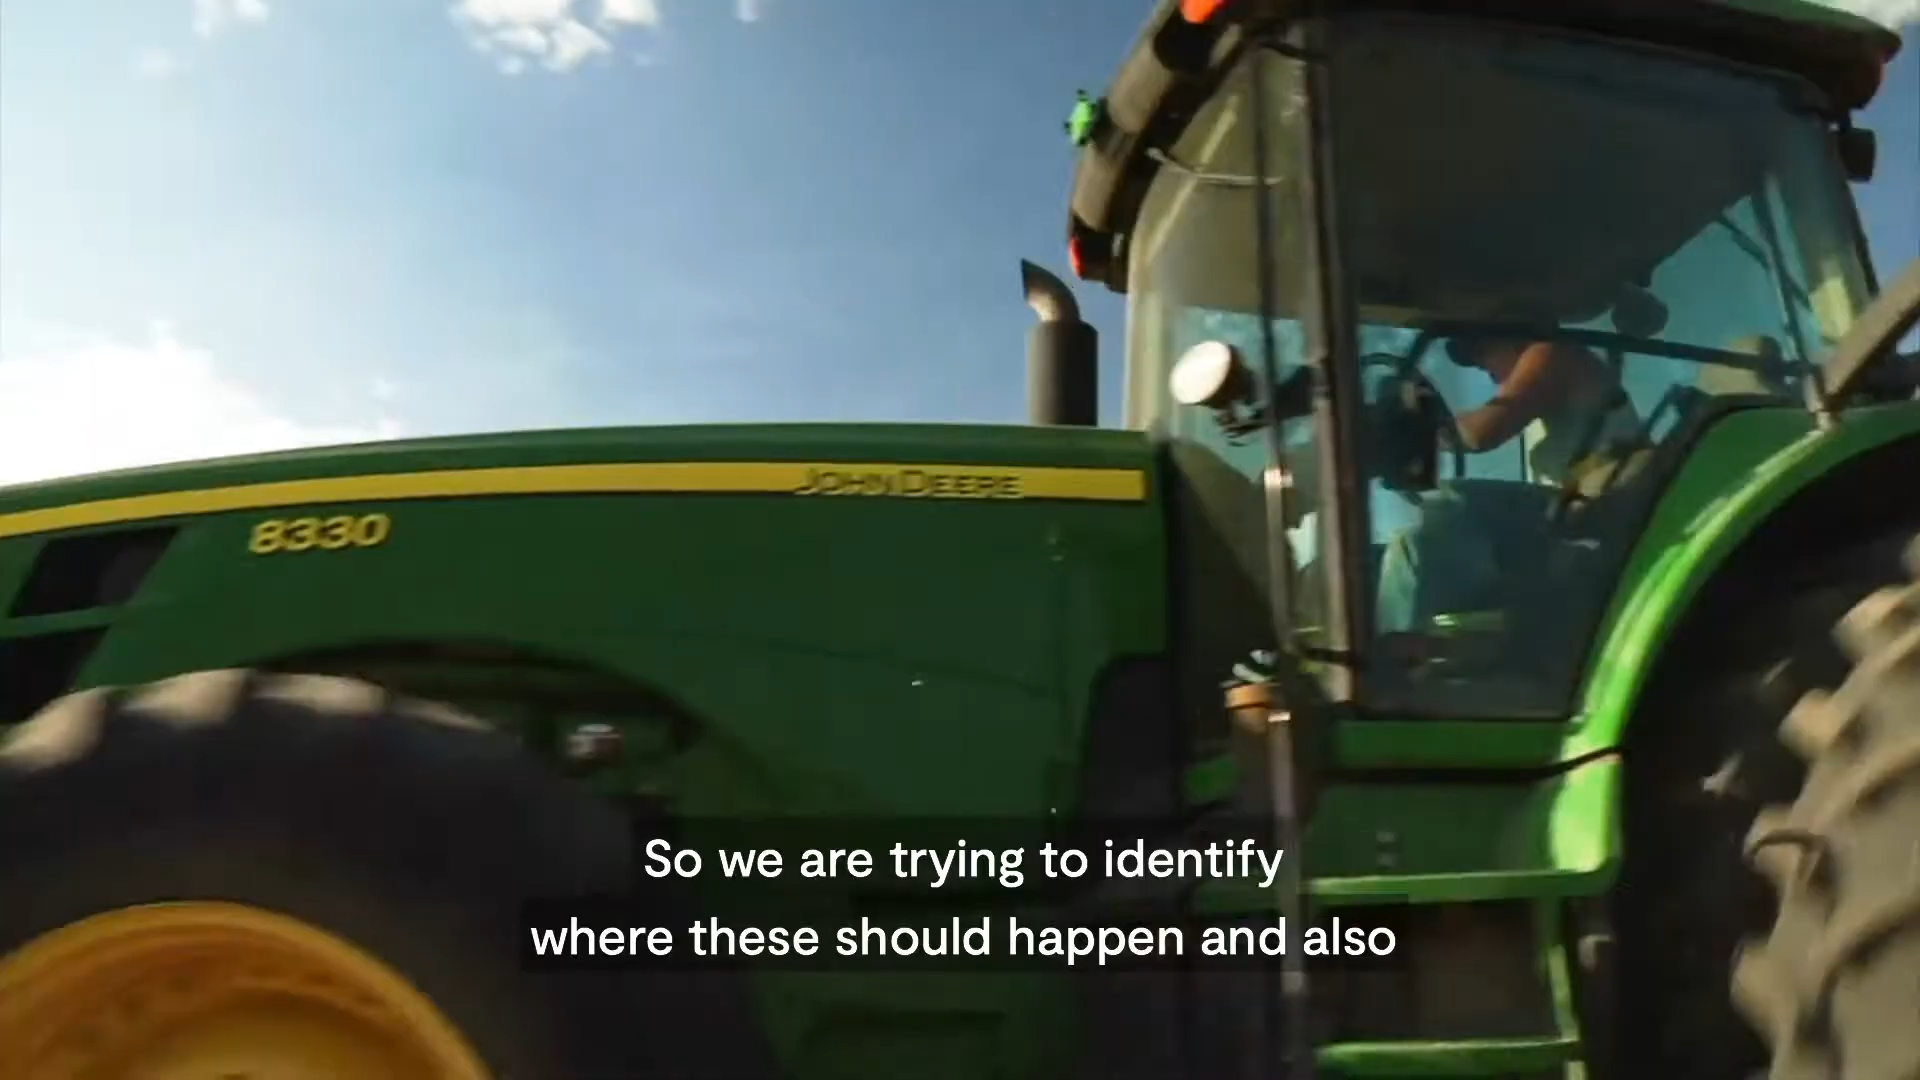 JOHN DEERE
8330
So we are trying to identify
where these should happen and also